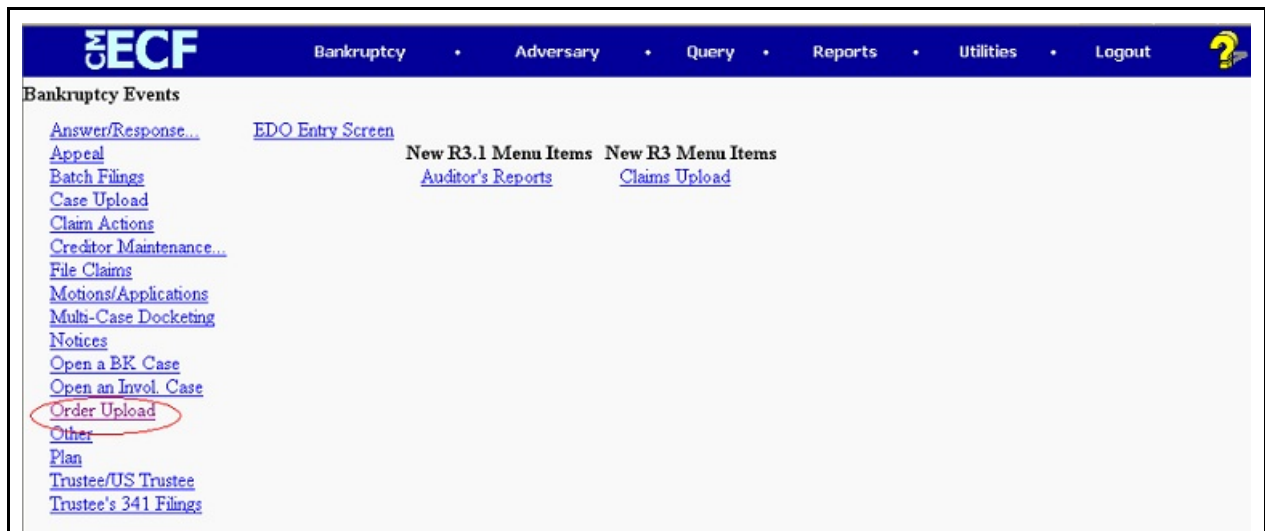 CM ECF Bankruptcy • Adversary • Query • Reports • Utilities • Logout ?
Bankruptcy Events
Answer/Response... EDO Entry Screen
Appeal New R3.1 Menu Items New R3 Menu Items
Batch Filings Auditor's Reports Claims Upload
Case Upload
Claim Actions
Creditor Maintenance...
File Claims
Motions/Applications
Multi-Case Docketing
Notices
Open a BK Case
Open an Invol. Case
Order Upload
Other
Plan
Trustee/US Trustee
Trustee's 341 Filings